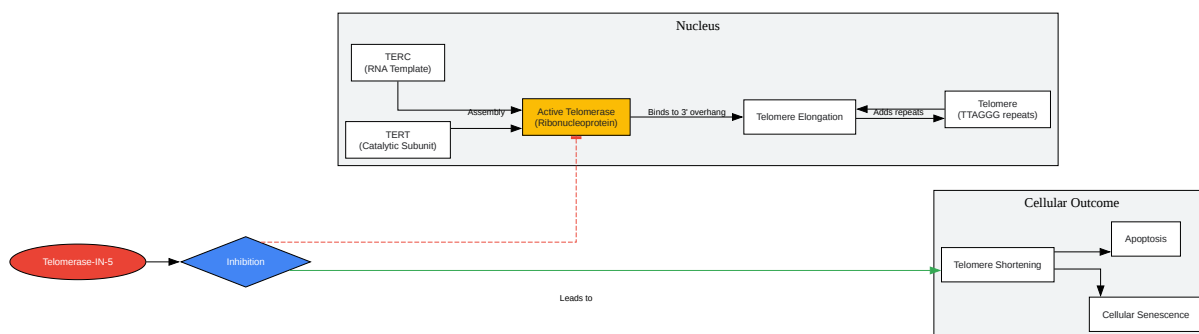 Nucleus
TERC
(RNA Template)
Assembly
TERT
(Catalytic Subunit)
Active Telomerase
(Ribonucleoprotein)
Binds to 3' overhang
Telomere Elongation
Adds repeats
Telomere
(TTAGGG repeats)
Telomerase-IN-5
Inhibition
Leads to
Cellular Outcome
Telomere Shortening
Apoptosis
Cellular Senescence